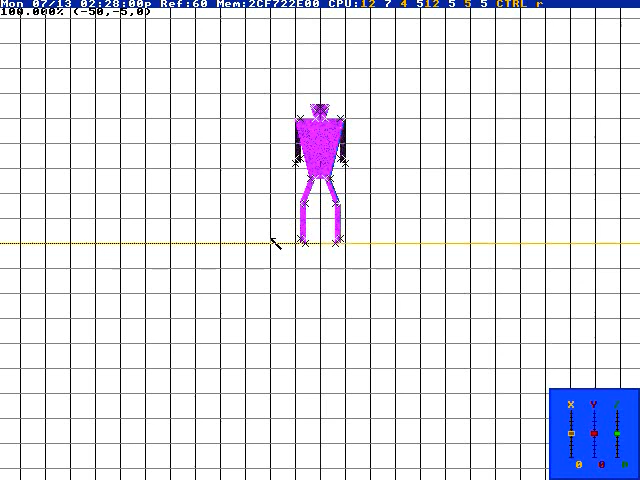 Mon 07/13 02:28:00p Ref:60 Mem:2CF722E00 CPU:12 7 4 512 5 5 5 CTRL r
100.000% (-50,-5,0)
X Y
0 0